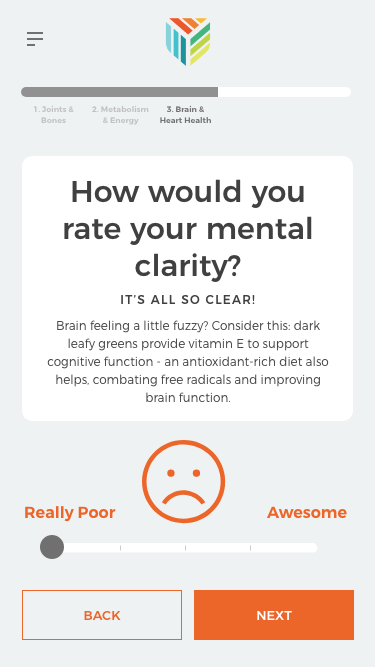 1. Joints &
Bones
2. Metabolism
& Energy
3. Brain &
Heart Health
How would you
rate your mental
clarity?
IT'S ALL SO CLEAR!
Brain feeling a little fuzzy? Consider this: dark
leafy greens provide vitamin E to support
cognitive function - an antioxidant-rich diet also
helps, combating free radicals and improving
brain function.
Really Poor
Awesome
BACK
NEXT